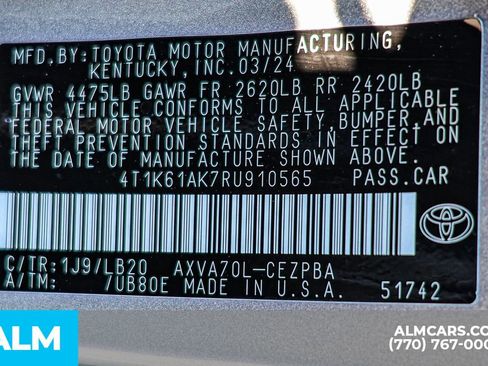 MFD.BY:TOYOTA MOTOR MANUFACTURING,
KENTUCKY,INC.03/24
GVWR 4475LB GAWR FR 2620LB RR 2420LB
THIS VEHICLE CONFORMS TO ALL APPLICABLE
FEDERAL MOTOR VEHICLE SAFETY,BUMPER,AND
THEFT PREVENTION STANDARDS IN EFFECT ON
THE DATE OF MANUFACTURE SHOWN ABOVE.
4T1K61AK7RU910565 PASS.CAR
TOYOTA
C/TR:1J9/LB20 AXVA70L-CEZPBA
A/TM: /UB80E MADE IN U.S.A. 51742
ALM
ALMCARS.COM
(770) 767-000